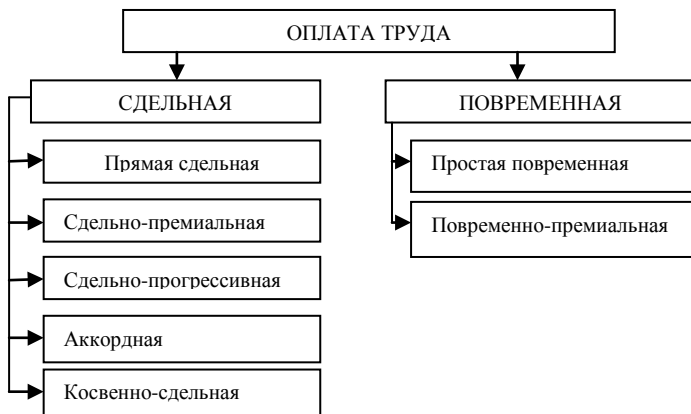 ОПЛАТА ТРУДА
СДЕЛЬНАЯ
Прямая сдельная
Сдельно-премиальная
Сдельно-прогрессивная
Аккордная
Косвенно-сдельная
ПОВРЕМЕННАЯ
Простая повременная
Повременно-премиальная